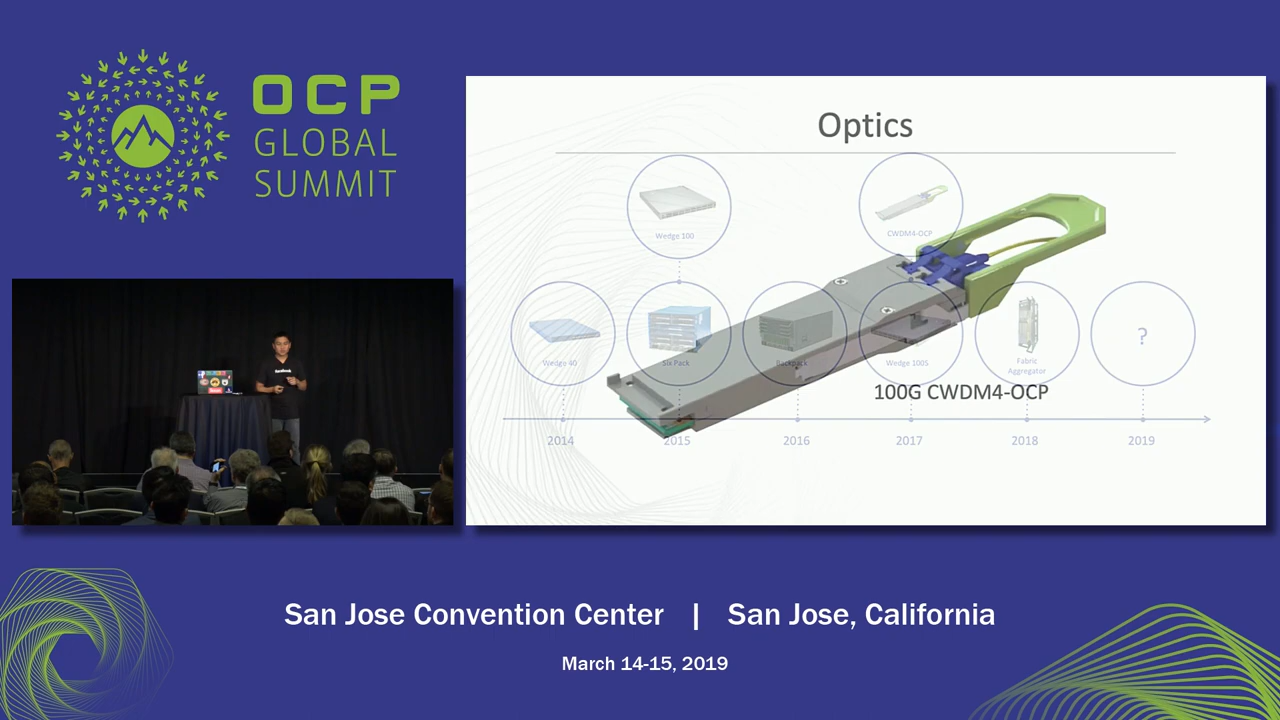 OCP
GLOBAL
SUMMIT
Optics
Wedge 100
CWDM4-OCP
Wedge 40
Six Pack
Backpack
Wedge 100S
Fabric
Aggregator
?
100G CWDM4-OCP
2014
2015
2016
2017
2018
2019
facebook
San Jose Convention Center | San Jose, California
March 14-15, 2019